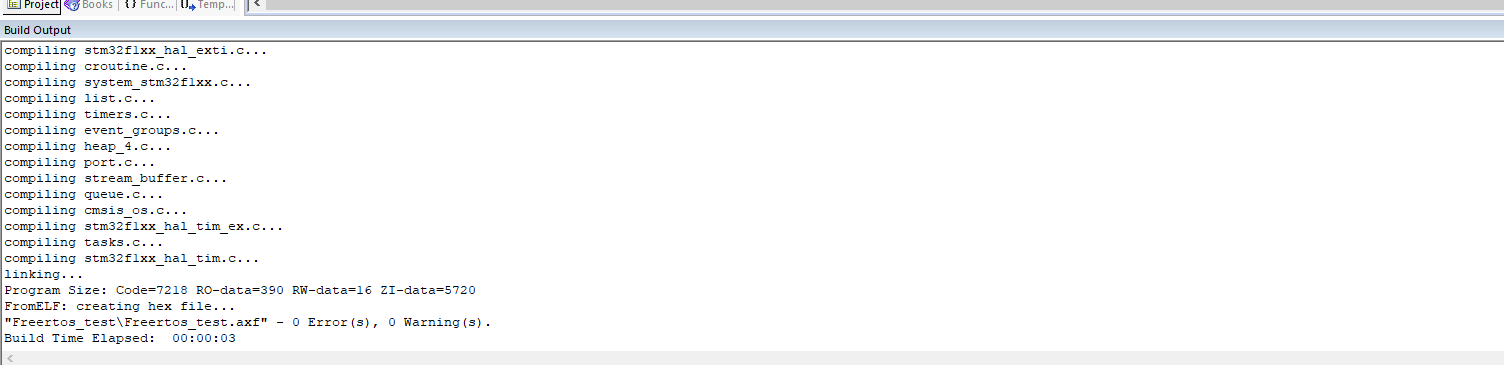 Project Books {} Func... Temp...
Build Output
compiling stm32f1xx_hal_exti.c...
compiling croutine.c...
compiling system_stm32f1xx.c...
compiling list.c...
compiling timers.c...
compiling event_groups.c...
compiling heap_4.c...
compiling port.c...
compiling stream_buffer.c...
compiling queue.c...
compiling cmsis_os.c...
compiling stm32f1xx_hal_tim_ex.c...
compiling tasks.c...
compiling stm32f1xx_hal_tim.c...
linking...
Program Size: Code=7218 RO-data=390 RW-data=16 ZI-data=5720
FromELF: creating hex file...
"Freertos_test\Freertos_test.axf" - 0 Error(s), 0 Warning(s).
Build Time Elapsed:  00:00:03